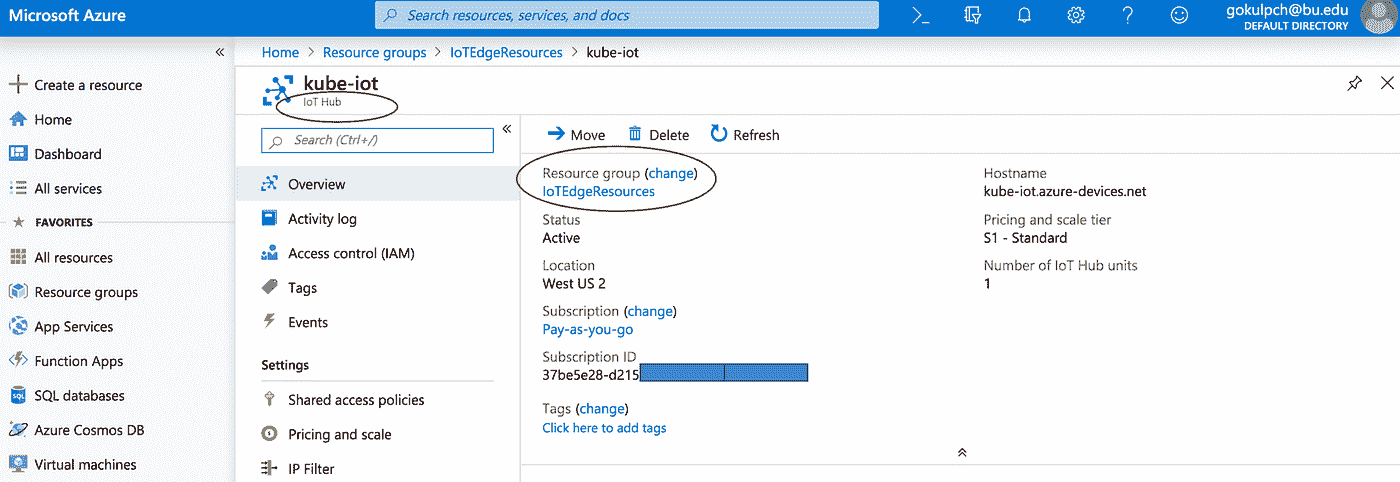 Microsoft Azure
Search resources, services, and docs
gokulpch@bu.edu
DEFAULT DIRECTORY
Create a resource
Home
Dashboard
All services
FAVORITES
All resources
Resource groups
App Services
Function Apps
SQL databases
Azure Cosmos DB
Virtual machines
Home > Resource groups > IoTEdgeResources > kube-iot
kube-iot
IoT Hub
Search (Ctrl+/)
Overview
Activity log
Access control (IAM)
Tags
Events
Settings
Shared access policies
Pricing and scale
IP Filter
Move Delete Refresh
Resource group (change)
IoTEdgeResources
Status
Active
Location
West US 2
Subscription (change)
Pay-as-you-go
Subscription ID
37be5e28-d215
Tags (change)
Click here to add tags
Hostname
kube-iot.azure-devices.net
Pricing and scale tier
S1 - Standard
Number of IoT Hub units
1